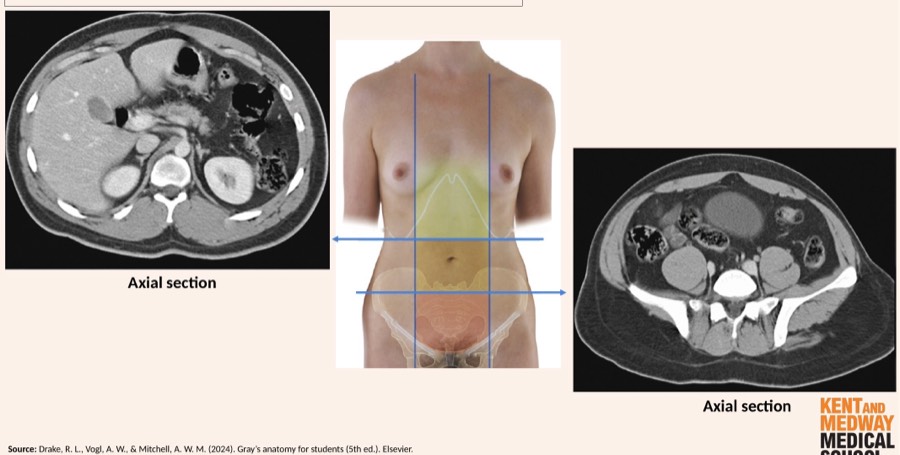 Axial section
Axial section
KENT AND
MEDWAY
MEDICAL
SCHOOL
Source: Drake, R. L., Vogl, A. W., & Mitchell, A. W. M. (2024). Gray's anatomy for students (5th ed.). Elsevier.